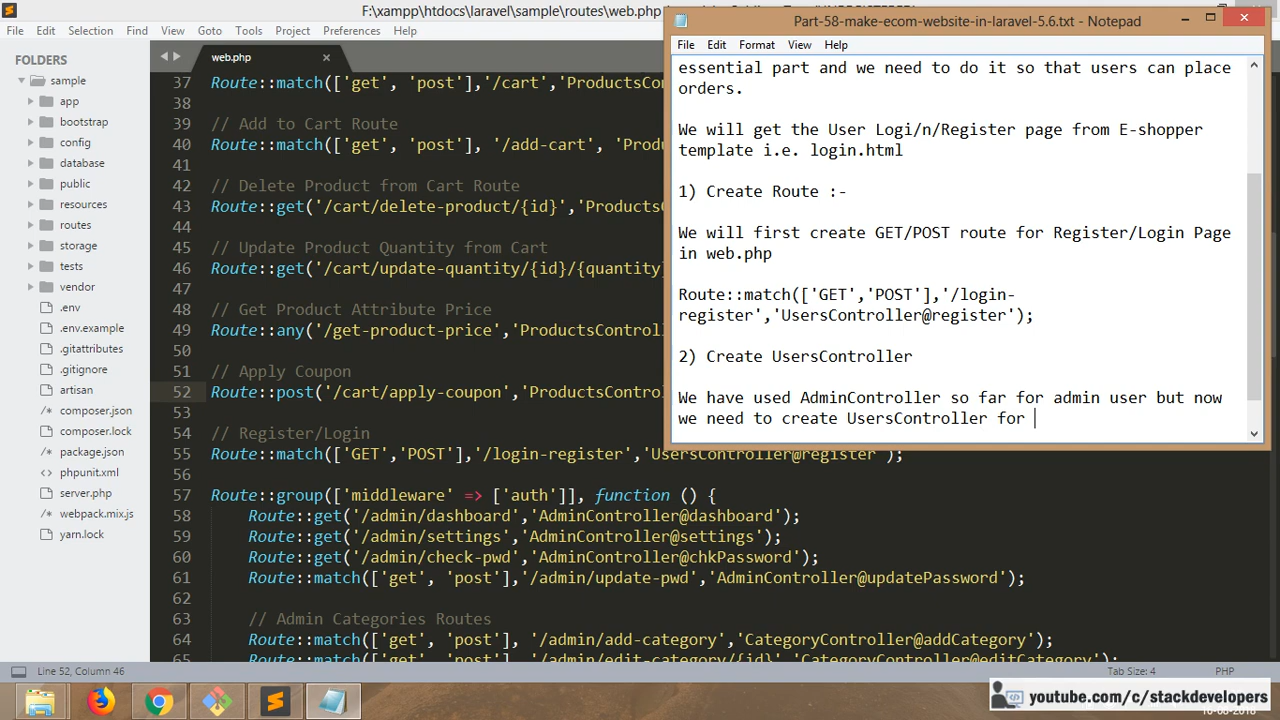 F:\xampp\htdocs\laravel\sample\routes\web.php
File Edit Selection Find View Goto Tools Project Preferences Help
FOLDERS
sample
app
bootstrap
config
database
public
resources
routes
storage
tests
vendor
.env
.env.example
.gitattributes
.gitignore
artisan
composer.json
composer.lock
package.json
phpunit.xml
server.php
webpack.mix.js
yarn.lock
web.php
37 Route::match(['get', 'post'],'/cart','ProductsCo
38
39 // Add to Cart Route
40 Route::match(['get', 'post'], '/add-cart', 'Prod
41
42 // Delete Product from Cart Route
43 Route::get('/cart/delete-product/{id}','Products
44
45 // Update Product Quantity from Cart
46 Route::get('/cart/update-quantity/{id}/{quantity
47
48 // Get Product Attribute Price
49 Route::any('/get-product-price','ProductsControl
50
51 // Apply Coupon
52 Route::post('/cart/apply-coupon','ProductsContro
53
54 // Register/Login
55 Route::match(['GET','POST'],'/login-register','UsersController@register');
56
57 Route::group(['middleware' => ['auth']], function () {
58 Route::get('/admin/dashboard','AdminController@dashboard');
59 Route::get('/admin/settings','AdminController@settings');
60 Route::get('/admin/check-pwd','AdminController@chkPassword');
61 Route::match(['get', 'post'],'/admin/update-pwd','AdminController@updatePassword');
62
63 // Admin Categories Routes
64 Route::match(['get', 'post'], '/admin/add-category','CategoryController@addCategory');
65 Route::match(['get', 'post'], '/admin/edit-category/{id}','CategoryController@editCategory');
Part-58-make-ecom-website-in-laravel-5.6.txt - Notepad
File Edit Format View Help
essential part and we need to do it so that users can place
orders.
We will get the User Logi/n/Register page from E-shopper
template i.e. login.html
1) Create Route :-
We will first create GET/POST route for Register/Login Page
in web.php
Route::match(['GET','POST'],'/login-
register','UsersController@register');
2) Create UsersController
We have used AdminController so far for admin user but now
we need to create UsersController for
Line 52, Column 46
Tab Size: 4
PHP
youtube.com/c/stackdevelopers